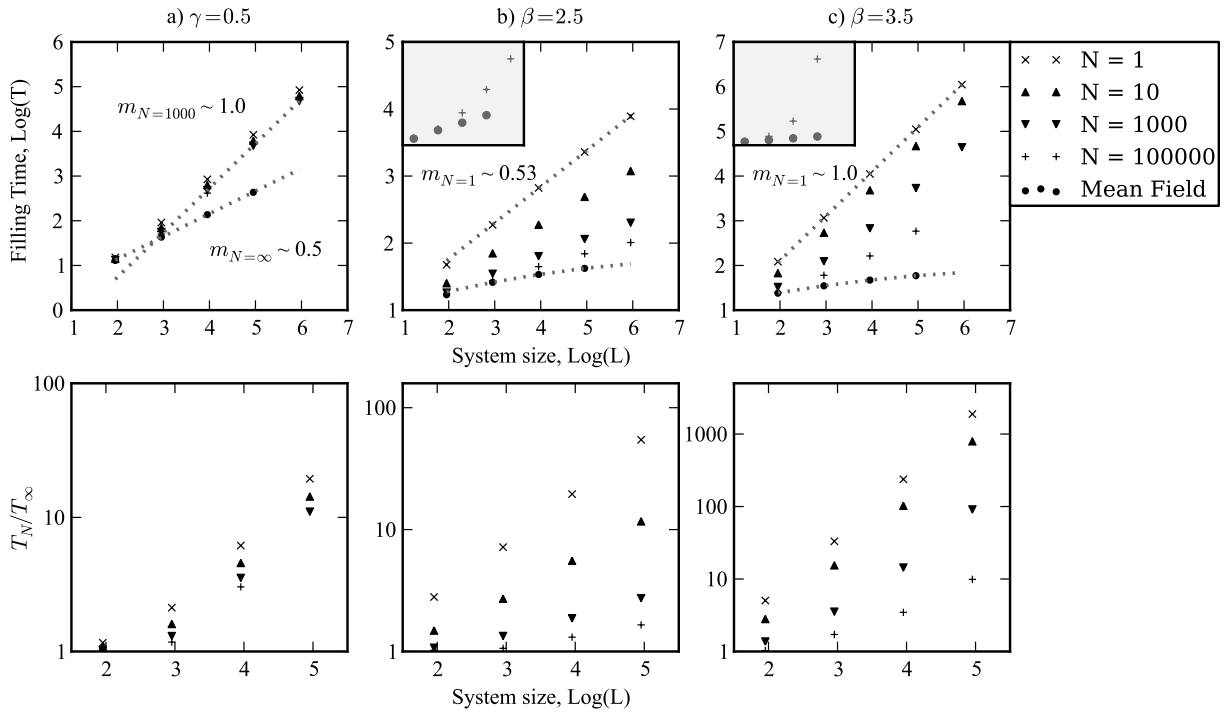 a) γ=0.5
b) β=2.5
c) β=3.5
Filling Time, Log(T)
6
5
4
3
2
1
0
m_{N=1000} ~ 1.0
m_{N=∞} ~ 0.5
1 2 3 4 5 6 7
5
4
3
2
1
m_{N=1} ~ 0.53
1 2 3 4 5 6 7
System size, Log(L)
7
6
5
4
3
2
1
m_{N=1} ~ 1.0
1 2 3 4 5 6 7
N = 1
N = 10
N = 1000
N = 100000
Mean Field
T_N/T_∞
100
10
1
2 3 4 5
100
10
1
2 3 4 5
System size, Log(L)
1000
100
10
1
2 3 4 5